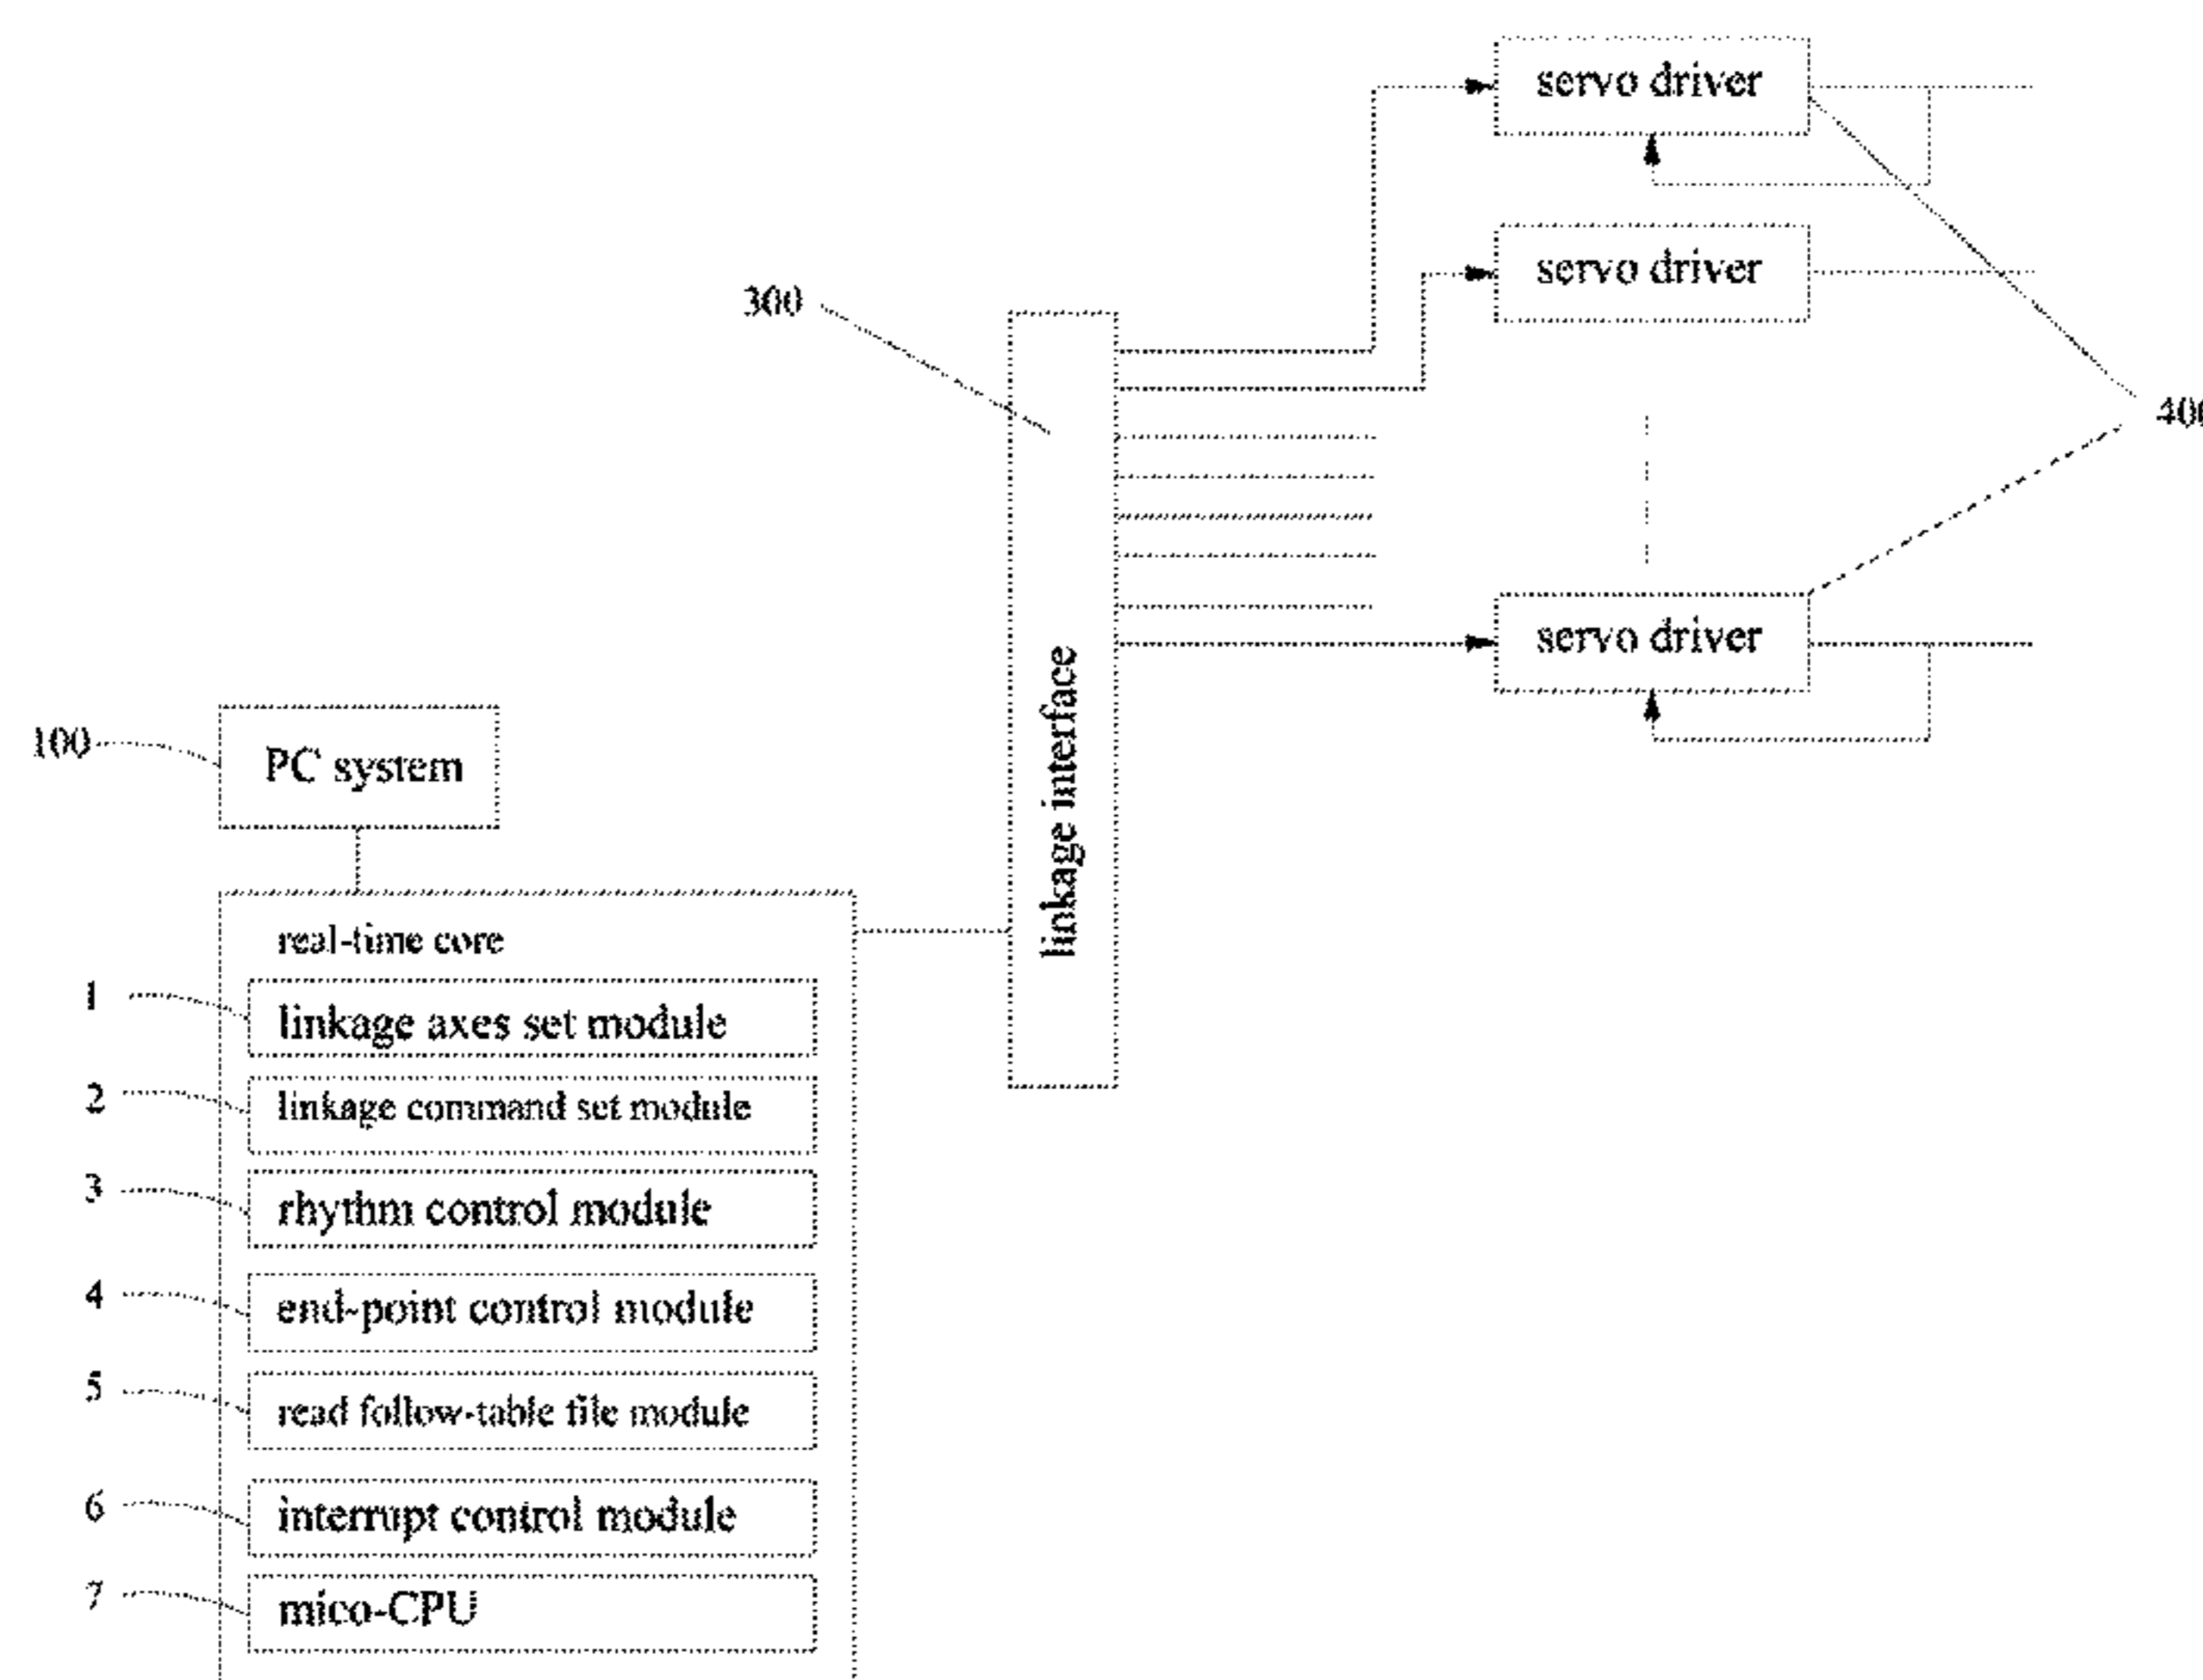 servo driver
servo driver
300
400
servo driver
linkage interface
100
PC system
real-time core
1
linkage axes set module
2
linkage command set module
3
rhythm control module
4
end-point control module
5
read follow-table file module
6
interrupt control module
7
mico-CPU